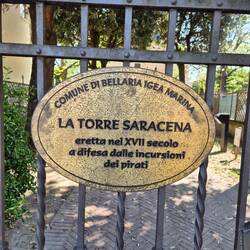 COMUNE DI BELLARIA IGEA MARINA
LA TORRE SARACENA
eretta nel XVII secolo
a difesa dalle incursioni
dei pirati